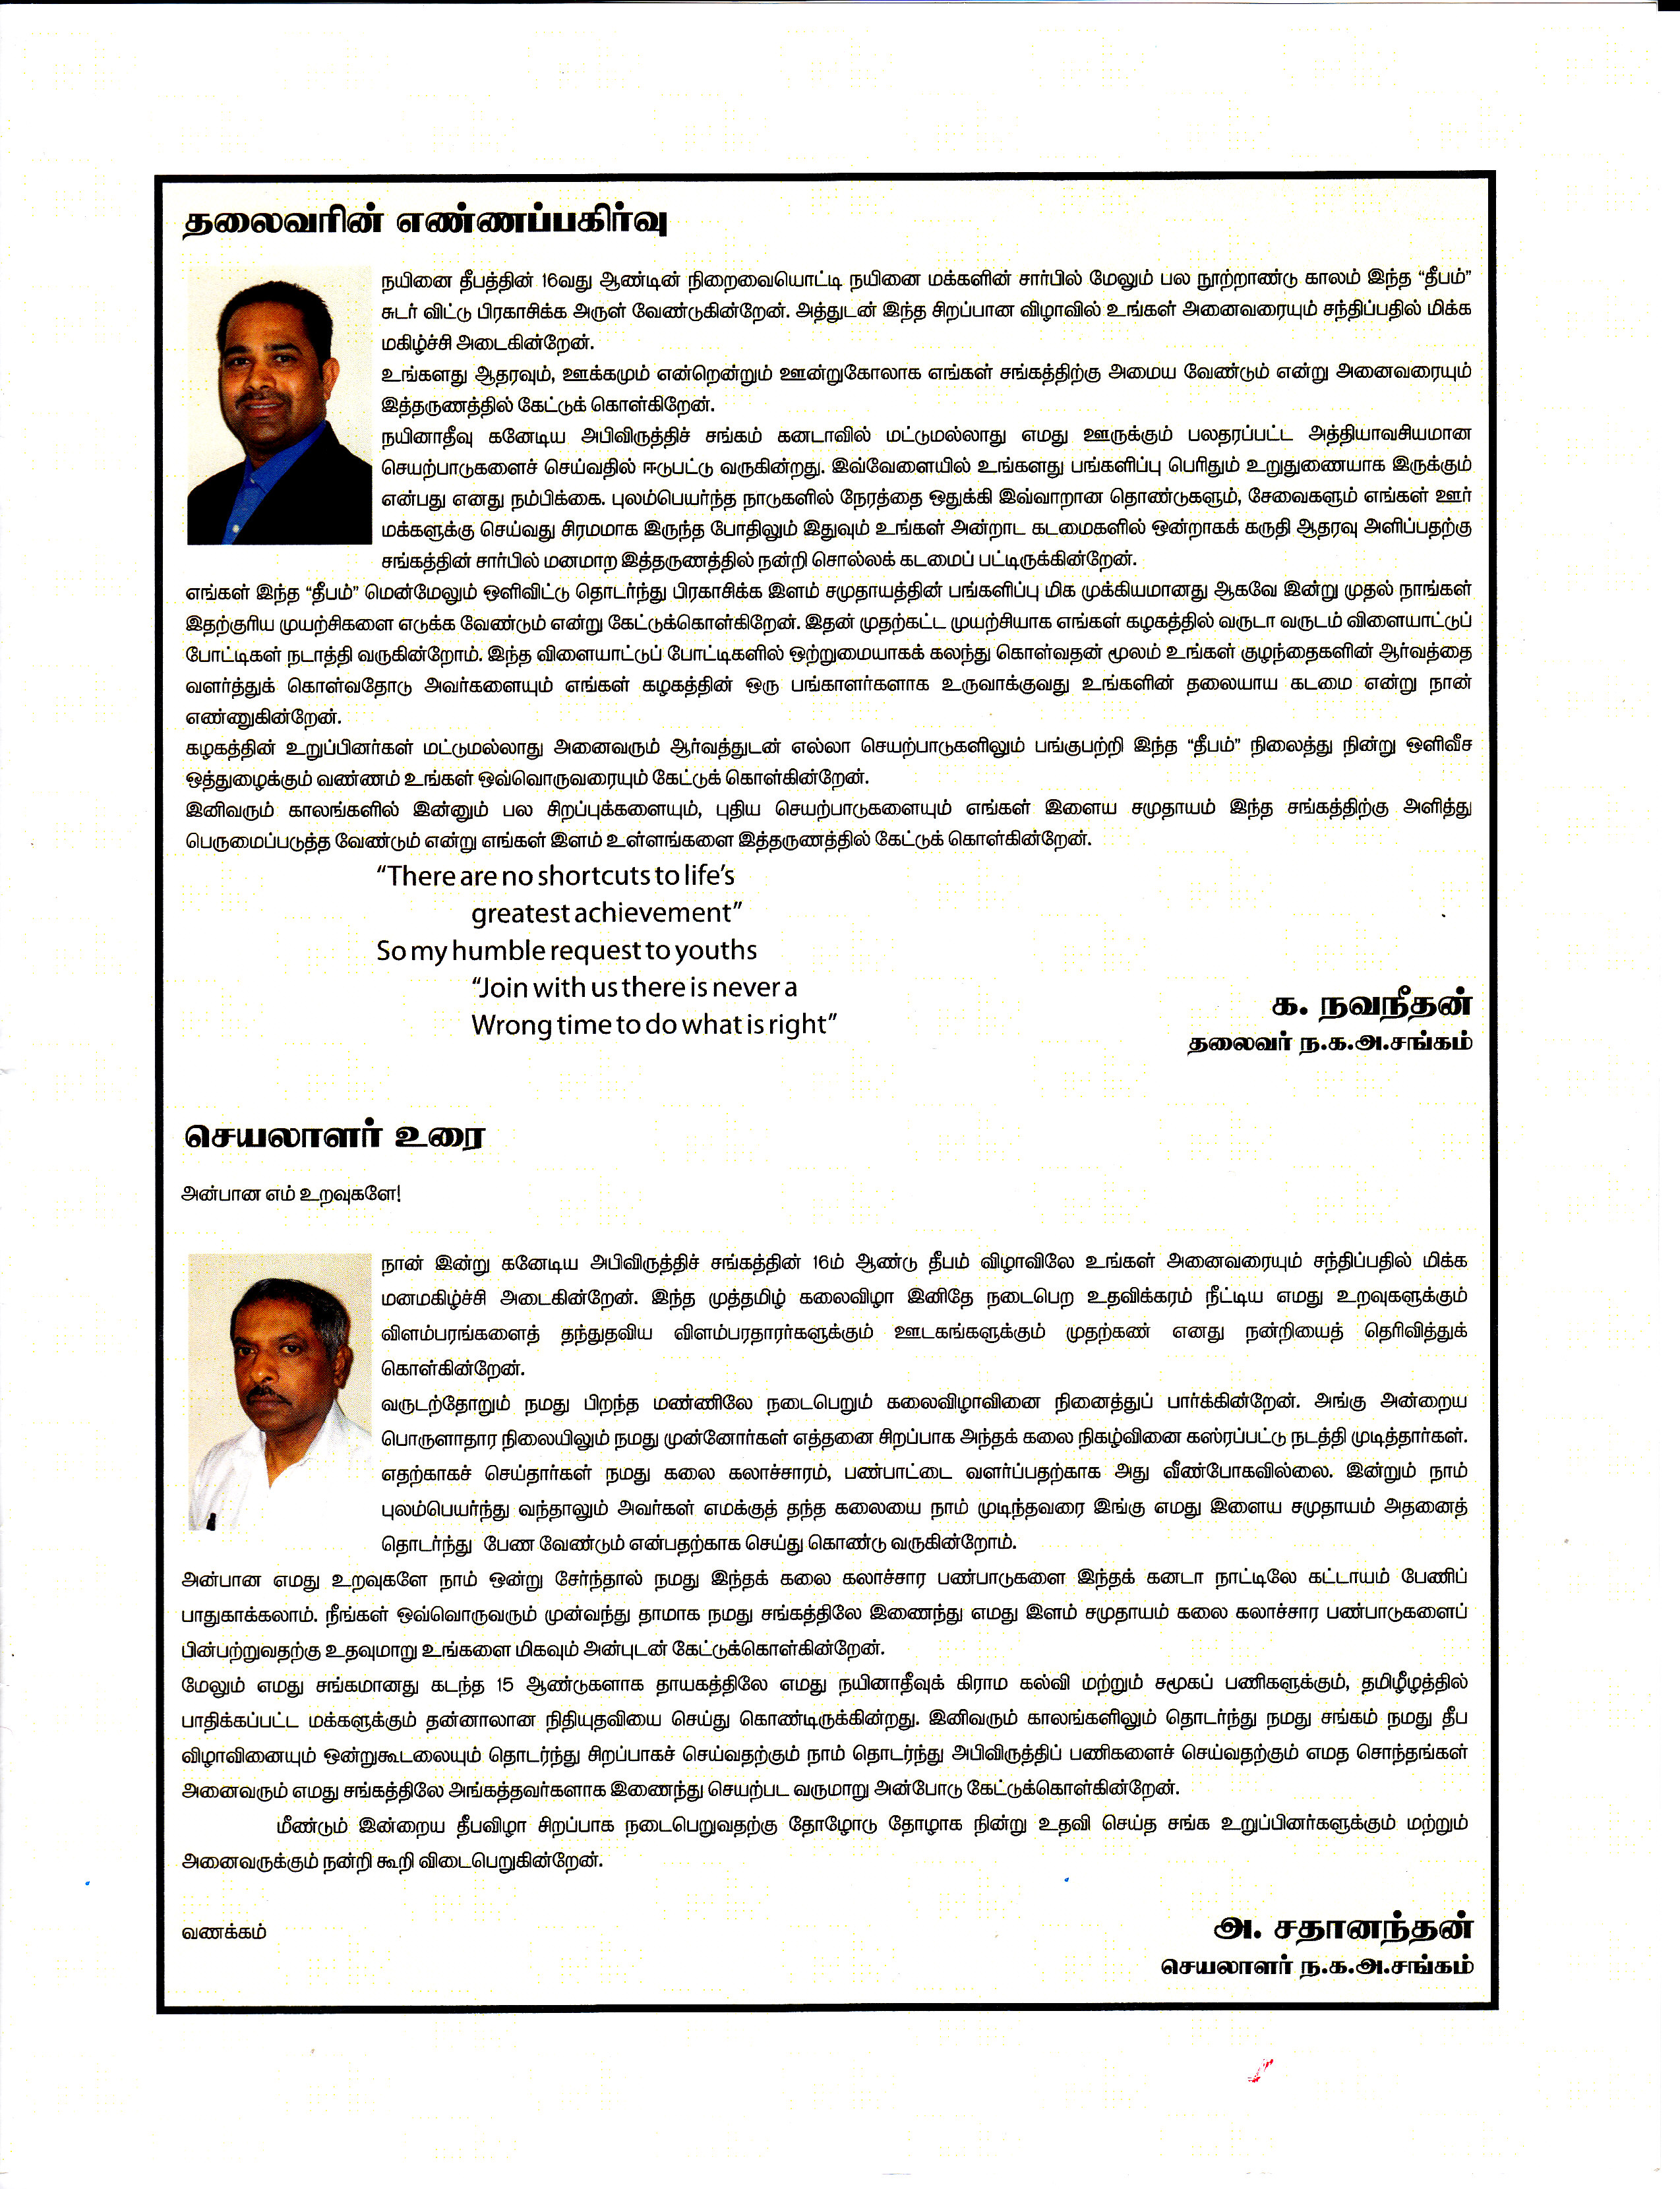 தலைவரின் எண்ணப்பகிர்வு
நயினை தீபத்தின் 16வது ஆண்டின் நிறைவையொட்டி நயினை மக்களின் சார்பில் மேலும் பல நூற்றாண்டு காலம் இந்த “தீபம்”
சுடர் விட்டு பிரகாசிக்க அருள் வேண்டுகின்றேன். அத்துடன் இந்த சிறப்பான விழாவில் உங்கள் அனைவரையும் சந்திப்பதில் மிக்க
மகிழ்ச்சி அடைகின்றேன்.
உங்களது ஆதரவும், ஊக்கமும் என்றென்றும் ஊன்றுகோலாக எங்கள் சங்கத்திற்கு அமைய வேண்டும் என்று அனைவரையும்
இத்தருணத்தில் கேட்டுக் கொள்கிறேன்.
நயினாதீவு கனேடிய அபிவிருத்திச் சங்கம் கனடாவில் மட்டுமல்லாது எமது ஊருக்கும் பலதரப்பட்ட அத்தியாவசியமான
செயற்பாடுகளைச் செய்வதில் ஈடுபட்டு வருகின்றது. இவ்வேளையில் உங்களது பங்களிப்பு பெரிதும் உறுதுணையாக இருக்கும்
என்பது எனது நம்பிக்கை. புலம்பெயர்ந்த நாடுகளில் நேரத்தை ஒதுக்கி இவ்வாறான தொண்டுகளும், சேவைகளும் எங்கள் ஊர்
மக்களுக்கு செய்வது சிரமமாக இருந்த போதிலும் இதுவும் உங்கள் அன்றாட கடமைகளில் ஒன்றாகக் கருதி ஆதரவு அளிப்பதற்கு
சங்கத்தின் சார்பில் மனமாற இத்தருணத்தில் நன்றி சொல்லக் கடமைப் பட்டிருக்கின்றேன்.
எங்கள் இந்த “தீபம்” மென்மேலும் ஒளிவிட்டு தொடர்ந்து பிரகாசிக்க இளம் சமுதாயத்தின் பங்களிப்பு மிக முக்கியமானது ஆகவே இன்று முதல் நாங்கள்
இதற்குரிய முயற்சிகளை எடுக்க வேண்டும் என்று கேட்டுக்கொள்கிறேன். இதன் முதற்கட்ட முயற்சியாக எங்கள் கழகத்தில் வருடா வருடம் விளையாட்டுப்
போட்டிகள் நடாத்தி வருகின்றோம். இந்த விளையாட்டுப் போட்டிகளில் ஒற்றுமையாகக் கலந்து கொள்வதன் மூலம் உங்கள் குழந்தைகளின் ஆர்வத்தை
வளர்த்துக் கொள்வதோடு அவர்களையும் எங்கள் கழகத்தின் ஒரு பங்காளர்களாக உருவாக்குவது உங்களின் தலையாய கடமை என்று நான்
எண்ணுகின்றேன்.
கழகத்தின் உறுப்பினர்கள் மட்டுமல்லாது அனைவரும் ஆர்வத்துடன் எல்லா செயற்பாடுகளிலும் பங்குபற்றி இந்த “தீபம்” நிலைத்து நின்று ஒளிவீச
ஒத்துழைக்கும் வண்ணம் உங்கள் ஒவ்வொருவரையும் கேட்டுக் கொள்கின்றேன்.
இனிவரும் காலங்களில் இன்னும் பல சிறப்புக்களையும், புதிய செயற்பாடுகளையும் எங்கள் இளைய சமுதாயம் இந்த சங்கத்திற்கு அளித்து
பெருமைப்படுத்த வேண்டும் என்று எங்கள் இளம் உள்ளங்களை இத்தருணத்தில் கேட்டுக் கொள்கின்றேன்.
“There are no shortcuts to life’s
greatest achievement”
So my humble request to youths
“Join with us there is never a
Wrong time to do what is right”
க. நவநீதன்
தலைவர் ந.க.அ.சங்கம்
செயலாளர் உரை
அன்பான எம் உறவுகளே!
நான் இன்று கனேடிய அபிவிருத்திச் சங்கத்தின் 16ம் ஆண்டு தீபம் விழாவிலே உங்கள் அனைவரையும் சந்திப்பதில் மிக்க
மனமகிழ்ச்சி அடைகின்றேன். இந்த முத்தமிழ் கலைவிழா இனிதே நடைபெற உதவிக்கரம் நீட்டிய எமது உறவுகளுக்கும்
விளம்பரங்களைத் தந்துதவிய விளம்பரதாரர்களுக்கும் ஊடகங்களுக்கும் முதற்கண் எனது நன்றியைத் தெரிவித்துக்
கொள்கின்றேன்.
வருடற்தோறும் நமது பிறந்த மண்ணிலே நடைபெறும் கலைவிழாவினை நினைத்துப் பார்க்கின்றேன். அங்கு அன்றைய
பொருளாதார நிலையிலும் நமது முன்னோர்கள் எத்தனை சிறப்பாக அந்தக் கலை நிகழ்வினை கஸ்ரப்பட்டு நடத்தி முடித்தார்கள்.
எதற்காகச் செய்தார்கள் நமது கலை கலாச்சாரம், பண்பாட்டை வளர்ப்பதற்காக அது வீண்போகவில்லை. இன்றும் நாம்
புலம்பெயர்ந்து வந்தாலும் அவர்கள் எமக்குத் தந்த கலையை நாம் முடிந்தவரை இங்கு எமது இளைய சமுதாயம் அதனைத்
தொடர்ந்து பேண வேண்டும் என்பதற்காக செய்து கொண்டு வருகின்றோம்.
அன்பான எமது உறவுகளே நாம் ஒன்று சேர்ந்தால் நமது இந்தக் கலை கலாச்சார பண்பாடுகளை இந்தக் கனடா நாட்டிலே கட்டாயம் பேணிப்
பாதுகாக்கலாம். நீங்கள் ஒவ்வொருவரும் முன்வந்து தாமாக நமது சங்கத்திலே இணைந்து எமது இளம் சமுதாயம் கலை கலாச்சார பண்பாடுகளைப்
பின்பற்றுவதற்கு உதவுமாறு உங்களை மிகவும் அன்புடன் கேட்டுக்கொள்கின்றேன்.
மேலும் எமது சங்கமானது கடந்த 15 ஆண்டுகளாக தாயகத்திலே எமது நயினாதீவுக் கிராம கல்வி மற்றும் சமூகப் பணிகளுக்கும், தமிழீழத்தில்
பாதிக்கப்பட்ட மக்களுக்கும் தன்னாலான நிதியுதவியை செய்து கொண்டிருக்கின்றது. இனிவரும் காலங்களிலும் தொடர்ந்து நமது சங்கம் நமது தீப
விழாவினையும் ஒன்றுகூடலையும் தொடர்ந்து சிறப்பாகச் செய்வதற்கும் நாம் தொடர்ந்து அபிவிருத்திப் பணிகளைச் செய்வதற்கும் எமத சொந்தங்கள்
அனைவரும் எமது சங்கத்திலே அங்கத்தவர்களாக இணைந்து செயற்பட வருமாறு அன்போடு கேட்டுக்கொள்கின்றேன்.
மீண்டும் இன்றைய தீபவிழா சிறப்பாக நடைபெறுவதற்கு தோழோடு தோழாக நின்று உதவி செய்த சங்க உறுப்பினர்களுக்கும் மற்றும்
அனைவருக்கும் நன்றி கூறி விடைபெறுகின்றேன்.
வணக்கம்
அ. சதானந்தன்
செயலாளர் ந.க.அ.சங்கம்